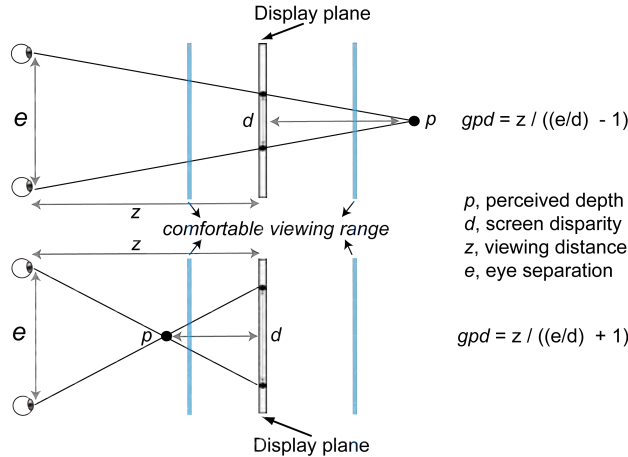 Display plane
e
d
p
gpd = z / ((e/d) - 1)
z
p, perceived depth
d, screen disparity
z, viewing distance
e, eye separation
comfortable viewing range
z
e
p
d
gpd = z / ((e/d) + 1)
Display plane